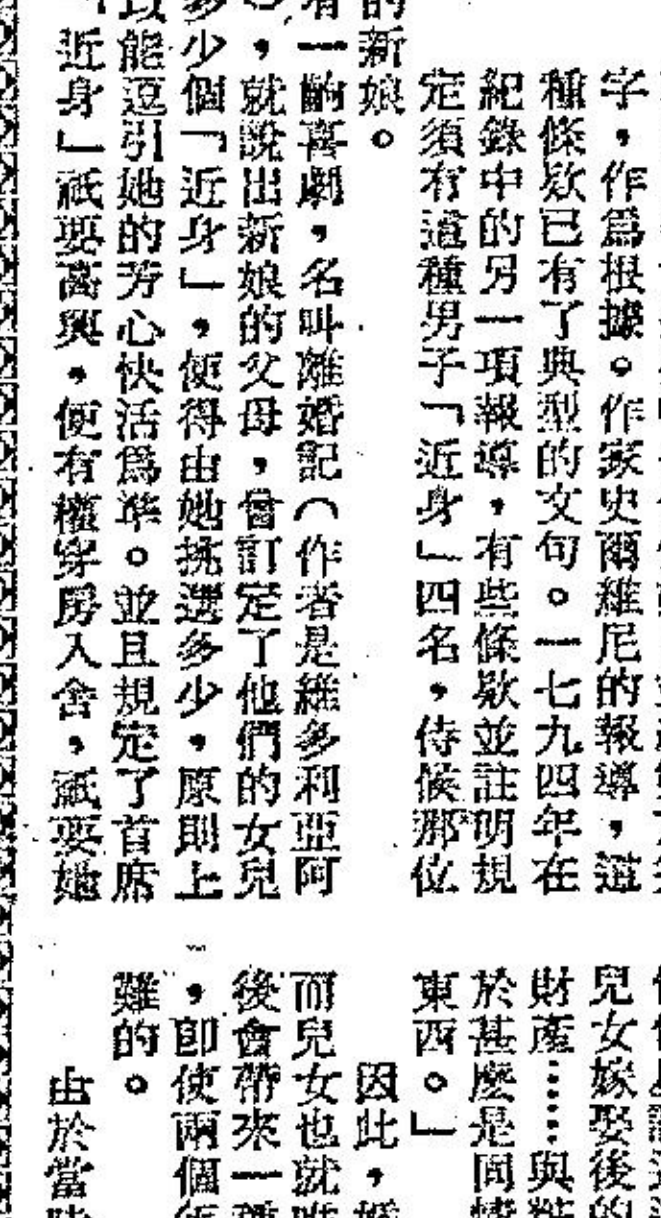 字，作爲根據。作家史爾維尼的報導，這
種條欵已有了典型的文句。一七九四年在
紀錄中的另一項報導，有些條欵並註明規
定須有這種男子「近身」四名，侍候那位
的新娘。
有一齣喜劇，名叫離婚記（作者是維多利亞阿
，就說出新娘的父母，曾訂定了他們的女兒
多少個「近身」，便得由她挑選多少，原則上
以能逗引她的芳心快活爲準。並且規定了首席
「近身」祇要高興，便有權穿房入舍，祇要她
兒女嫁娶後的
財產……與
於甚麼是
東西。」
因此，
而兒女也就
後會帶來一
，即使兩個
難的。
由於當